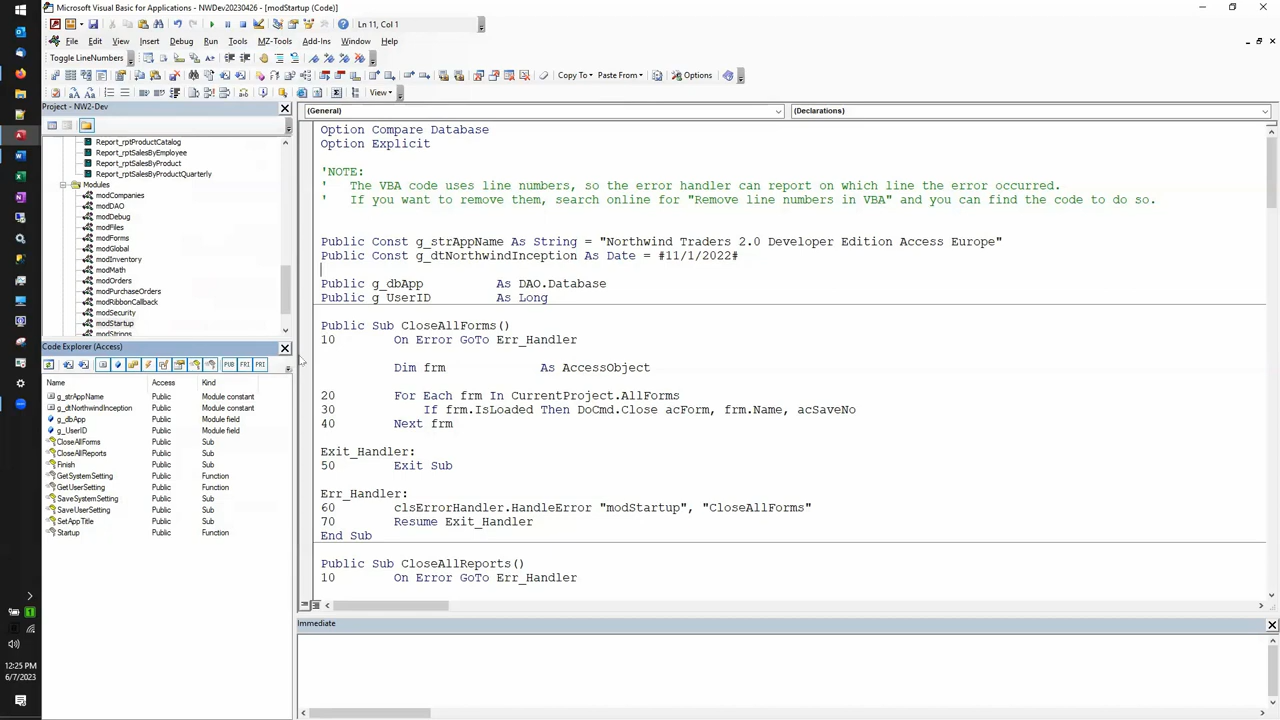 Microsoft Visual Basic for Applications - NWDev20230426 - [modStartup (Code)]
Ln 11, Col 1
File Edit View Insert Format Debug Run Tools MZ-Tools Add-Ins Window Help
Toggle LineNumbers
Copy To Paste From Options
View
Project - NW2-Dev
Report_rptProductCatalog
Report_rptSalesByEmployee
Report_rptSalesByProduct
Report_rptSalesByProductQuarterly
Modules
modCompanies
modDAO
modDebug
modFiles
modForms
modGlobal
modInventory
modMath
modOrders
modPurchaseOrders
modRibbonCallback
modSecurity
modStartup
modStrings
Code Explorer (Access)
PUB FRI PRI
Name Access Kind
g_strAppName Public Module constant
g_dtNorthwindInception Public Module constant
g_dbApp Public Module field
g_UserID Public Module field
CloseAllForms Public Sub
CloseAllReports Public Sub
Finish Public Sub
GetSystemSetting Public Function
GetUserSetting Public Function
SaveSystemSetting Public Sub
SaveUserSetting Public Sub
SetAppTitle Public Sub
Startup Public Function
(General) (Declarations)
Option Compare Database
Option Explicit
'NOTE:
' The VBA code uses line numbers, so the error handler can report on which line the error occurred.
' If you want to remove them, search online for "Remove line numbers in VBA" and you can find the code to do so.
Public Const g_strAppName As String = "Northwind Traders 2.0 Developer Edition Access Europe"
Public Const g_dtNorthwindInception As Date = #11/1/2022#
Public g_dbApp As DAO.Database
Public g_UserID As Long
Public Sub CloseAllForms()
10 On Error GoTo Err_Handler
Dim frm As AccessObject
20 For Each frm In CurrentProject.AllForms
30 If frm.IsLoaded Then DoCmd.Close acForm, frm.Name, acSaveNo
40 Next frm
Exit_Handler:
50 Exit Sub
Err_Handler:
60 clsErrorHandler.HandleError "modStartup", "CloseAllForms"
70 Resume Exit_Handler
End Sub
Public Sub CloseAllReports()
10 On Error GoTo Err_Handler
Immediate
1
12:25 PM
6/7/2023